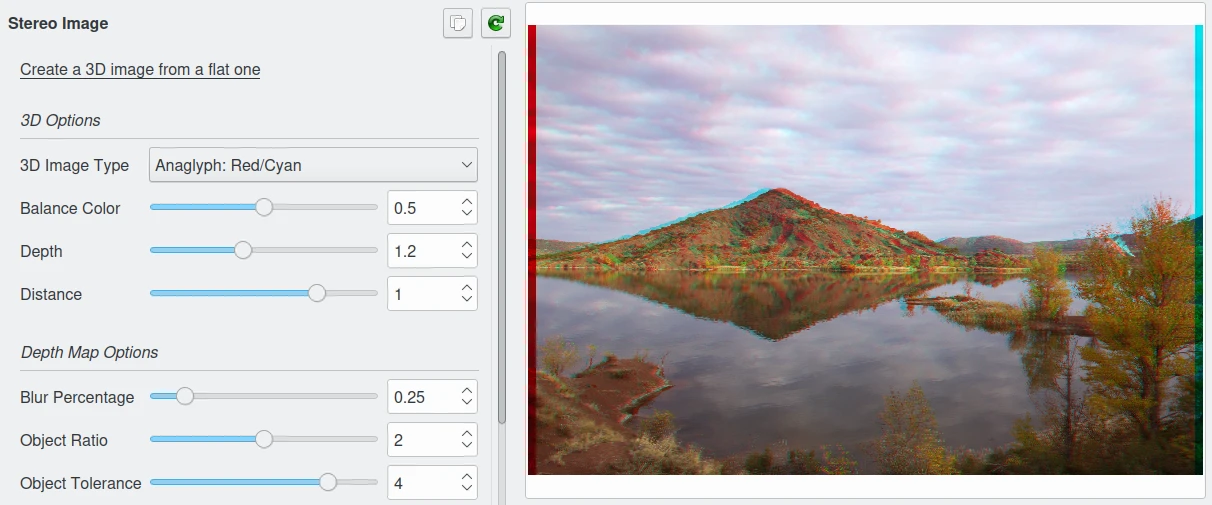 Stereo Image
Create a 3D image from a flat one
3D Options
3D Image Type Anaglyph: Red/Cyan
Balance Color 0.5
Depth 1.2
Distance 1
Depth Map Options
Blur Percentage 0.25
Object Ratio 2
Object Tolerance 4